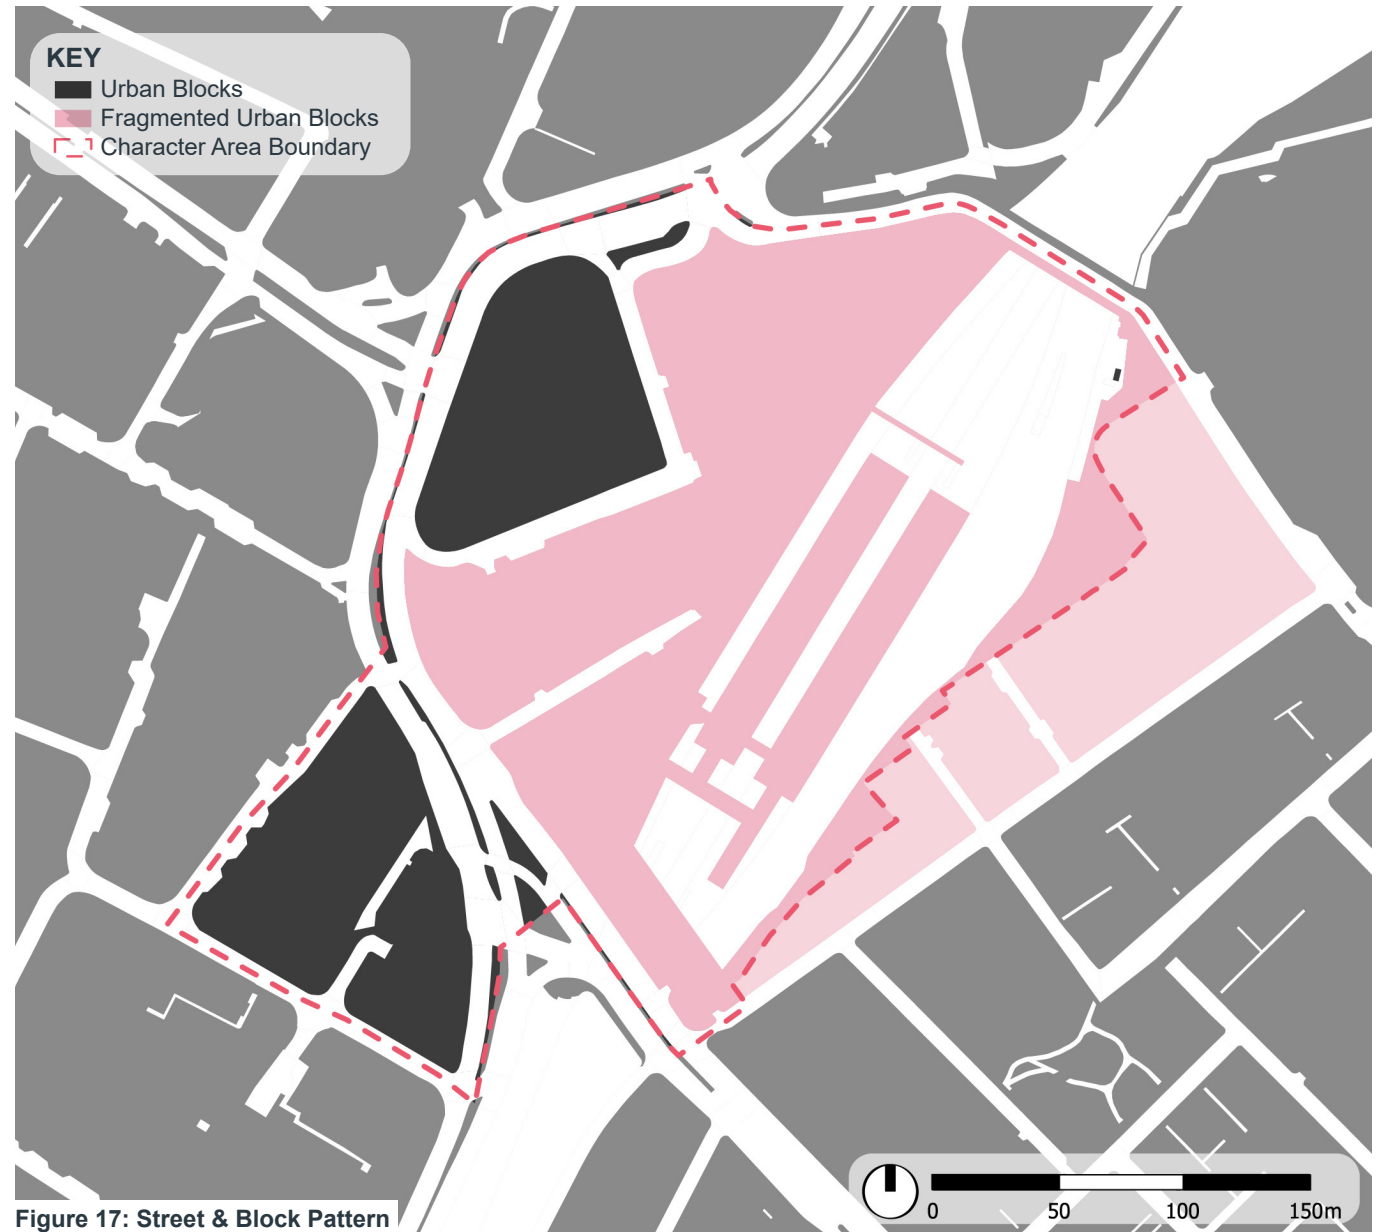 KEY
Urban Blocks
Fragmented Urban Blocks
Character Area Boundary
0 50 100 150m
Figure 17: Street & Block Pattern